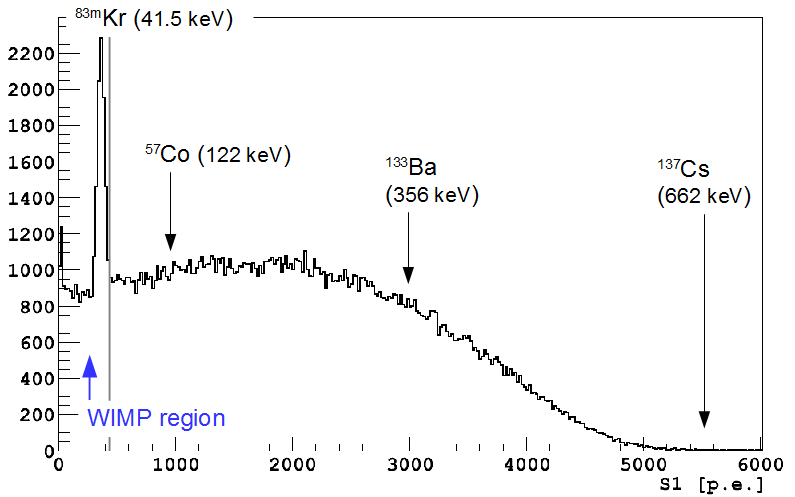 ⁸³ᵐKr (41.5 keV)
2200
2000
1800
1600
1400
1200
1000
800
600
400
200
0
⁵⁷Co (122 keV)
¹³³Ba
(356 keV)
¹³⁷Cs
(662 keV)
WIMP region
0 1000 2000 3000 4000 5000 6000
S1 [p.e.]